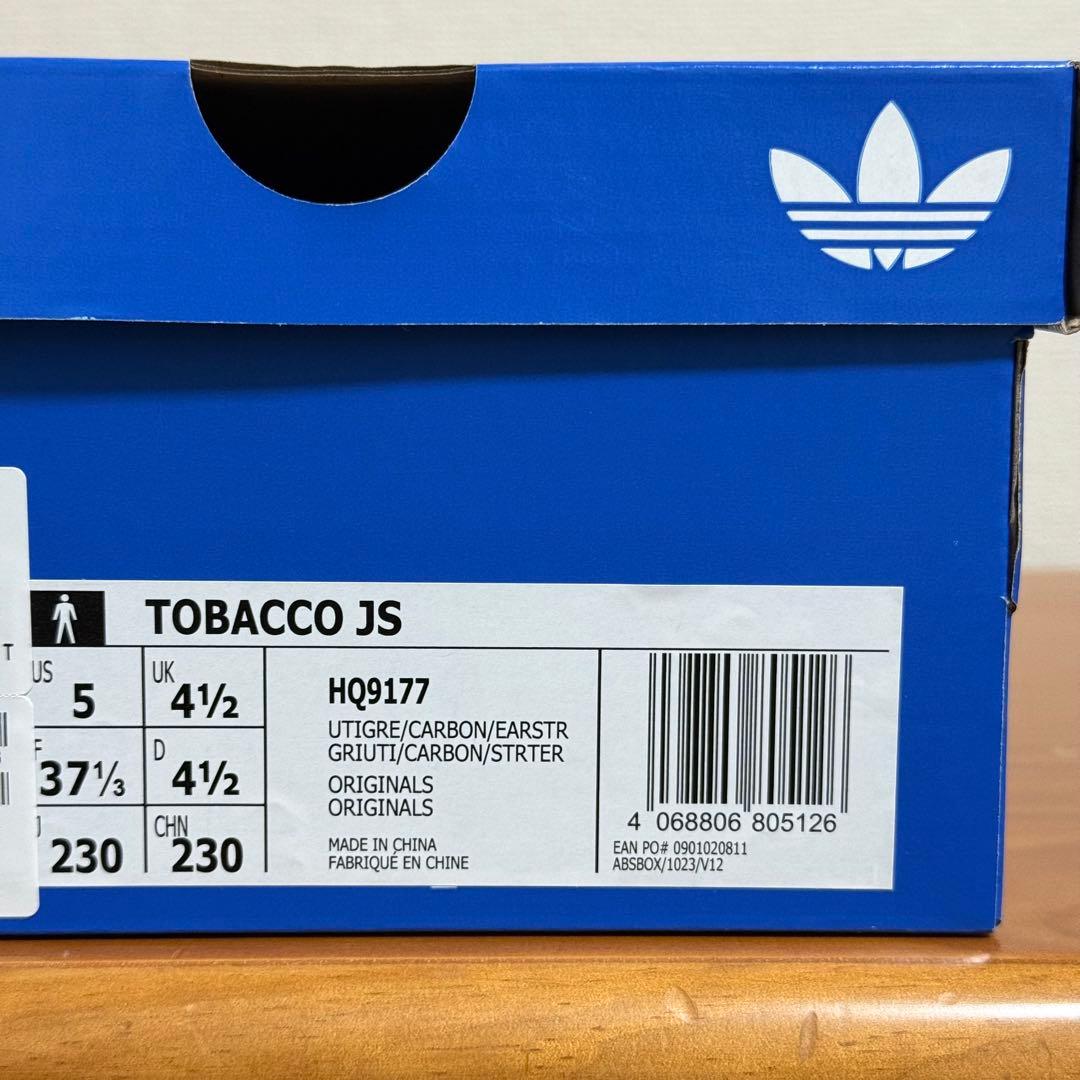 TOBACCO JS
T
US 5 UK 4½
F 37⅓ D 4½
J 230 CHN 230
HQ9177
UTIGRE/CARBON/EARSTR
GRIUTI/CARBON/STRTER
ORIGINALS
ORIGINALS
MADE IN CHINA
FABRIQUÉ EN CHINE
4 068806 805126
EAN PO# 0901020811
ABSBOX/1023/V12